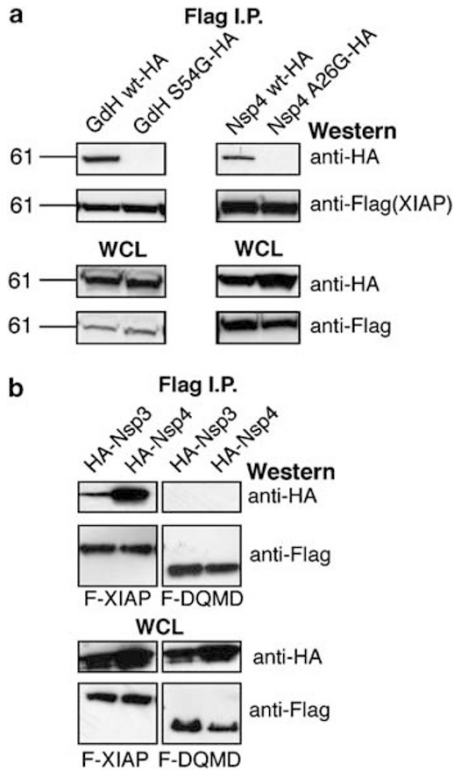 a
Flag I.P.
GdH wt-HA
GdH S54G-HA
Nsp4 wt-HA
Nsp4 A26G-HA
Western
61
anti-HA
61
anti-Flag(XIAP)
WCL
WCL
61
anti-HA
61
anti-Flag
b
Flag I.P.
HA-Nsp3
HA-Nsp4
HA-Nsp3
HA-Nsp4
Western
anti-HA
anti-Flag
F-XIAP
F-DQMD
WCL
anti-HA
anti-Flag
F-XIAP
F-DQMD